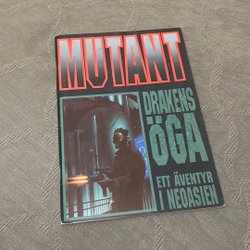 MUTANT
DRAKENS
ÖGA
ETT ÄVENTYR
I NEOASIEN